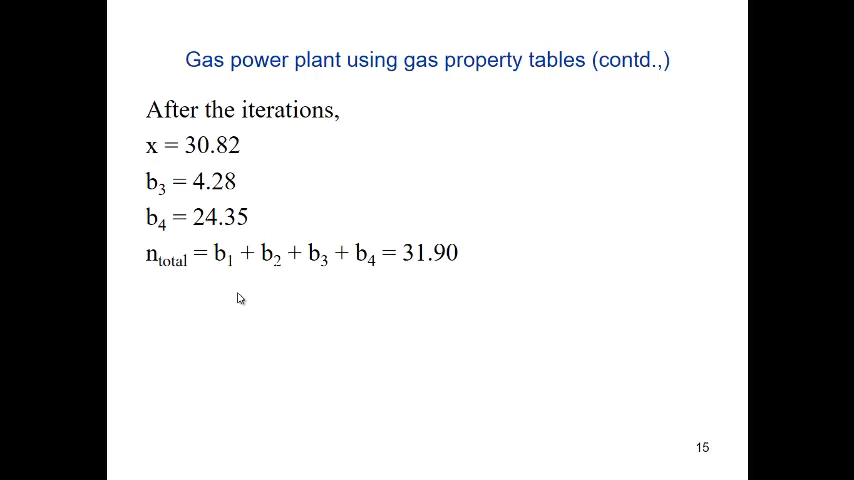 Gas power plant using gas property tables (contd.,)
After the iterations,
x = 30.82
b₃ = 4.28
b₄ = 24.35
n_total = b₁ + b₂ + b₃ + b₄ = 31.90
15